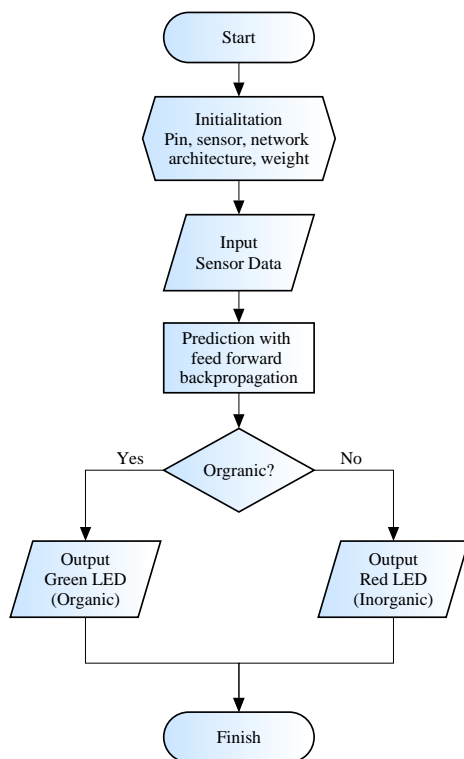 Start
Initialitation
Pin, sensor, network
architecture, weight
Input
Sensor Data
Prediction with
feed forward
backpropagation
Orgranic?
Yes
No
Output
Green LED
(Organic)
Output
Red LED
(Inorganic)
Finish